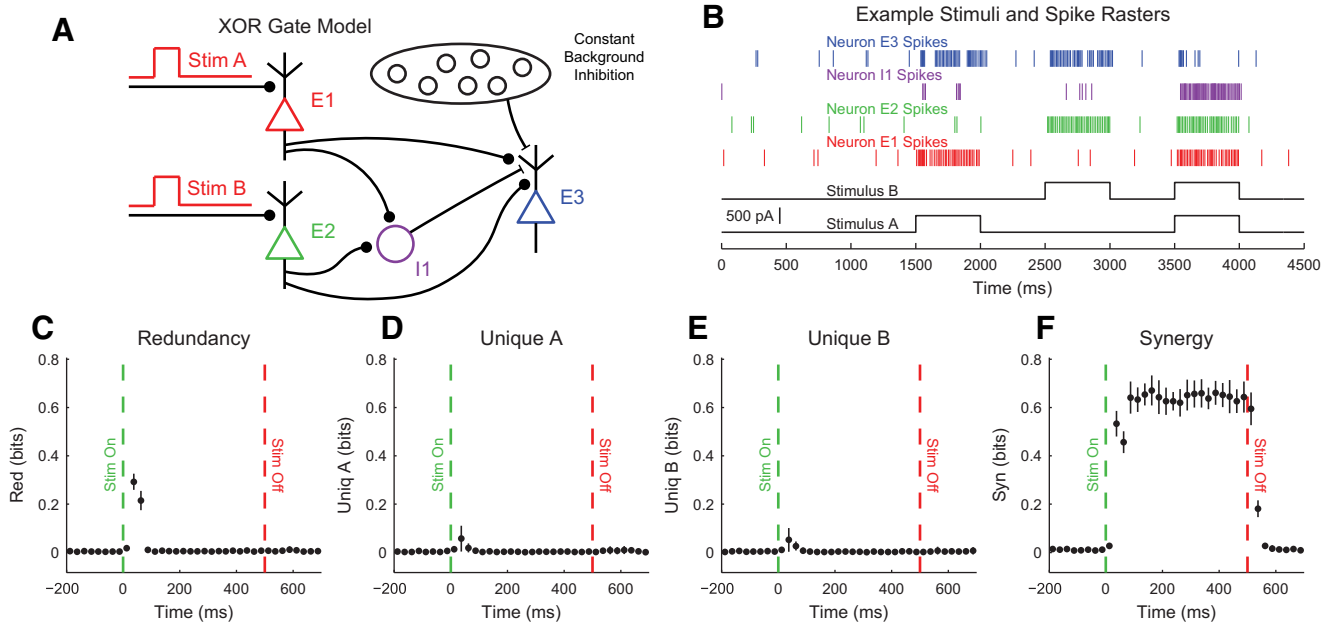 A
XOR Gate Model
Stim A
E1
Constant
Background
Inhibition
Stim B
E2
E3
I1
B
Example Stimuli and Spike Rasters
Neuron E3 Spikes
Neuron I1 Spikes
Neuron E2 Spikes
Neuron E1 Spikes
Stimulus B
500 pA
Stimulus A
0 500 1000 1500 2000 2500 3000 3500 4000 4500
Time (ms)
C
Redundancy
Red (bits)
0.8
0.6
0.4
0.2
0
Stim On
Stim Off
−200 0 200 400 600
Time (ms)
D
Unique A
Uniq A (bits)
0.8
0.6
0.4
0.2
0
Stim On
Stim Off
−200 0 200 400 600
Time (ms)
E
Unique B
Uniq B (bits)
0.8
0.6
0.4
0.2
0
Stim On
Stim Off
−200 0 200 400 600
Time (ms)
F
Synergy
Syn (bits)
0.8
0.6
0.4
0.2
0
Stim On
Stim Off
−200 0 200 400 600
Time (ms)